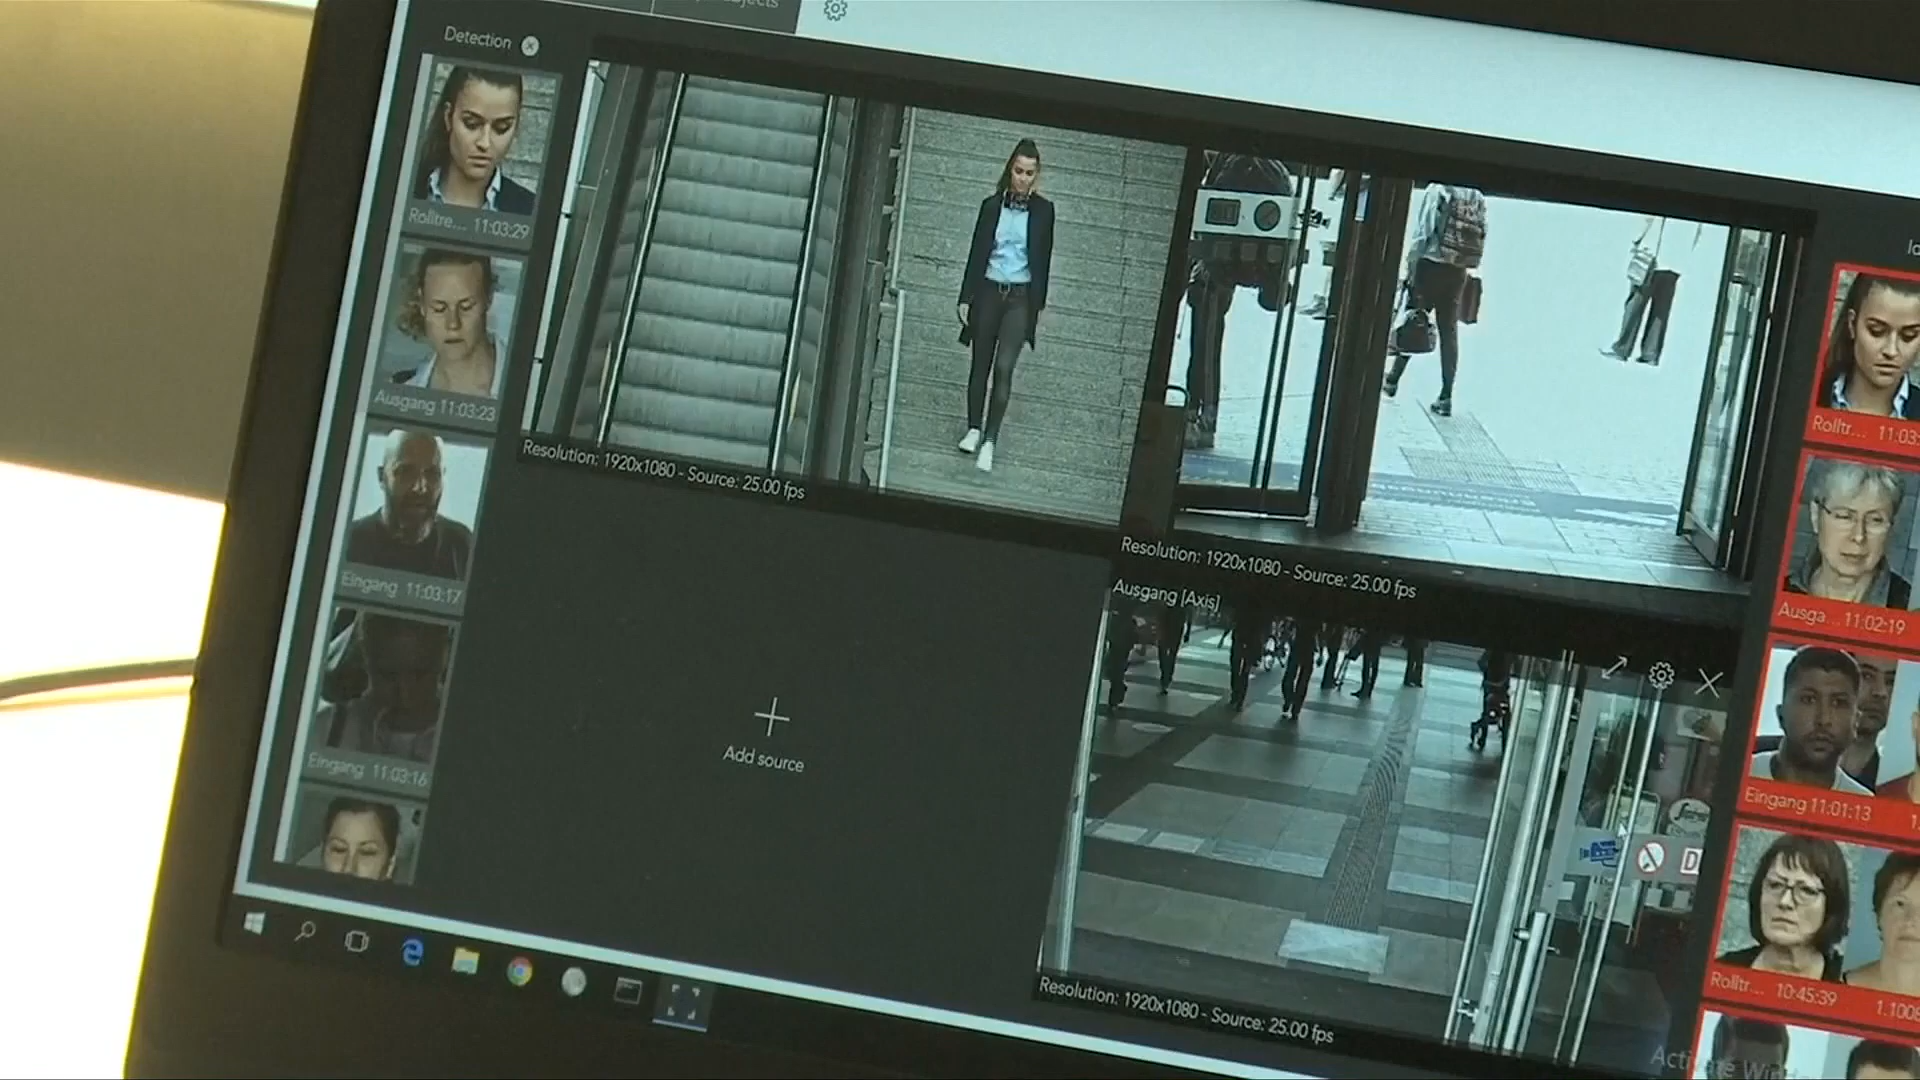 Detection
Rolltre... 11:03:29
Ausgang 11:03:23
Eingang 11:03:17
Eingang 11:03:16
Resolution: 1920x1080 - Source: 25.00 fps
Resolution: 1920x1080 - Source: 25.00 fps
Add source
Ausgang [Axis]
Resolution: 1920x1080 - Source: 25.00 fps
Rolltr... 11:03:
Ausga... 11:02:19
Eingang 11:01:13
Rolltr... 10:45:39
1.1008